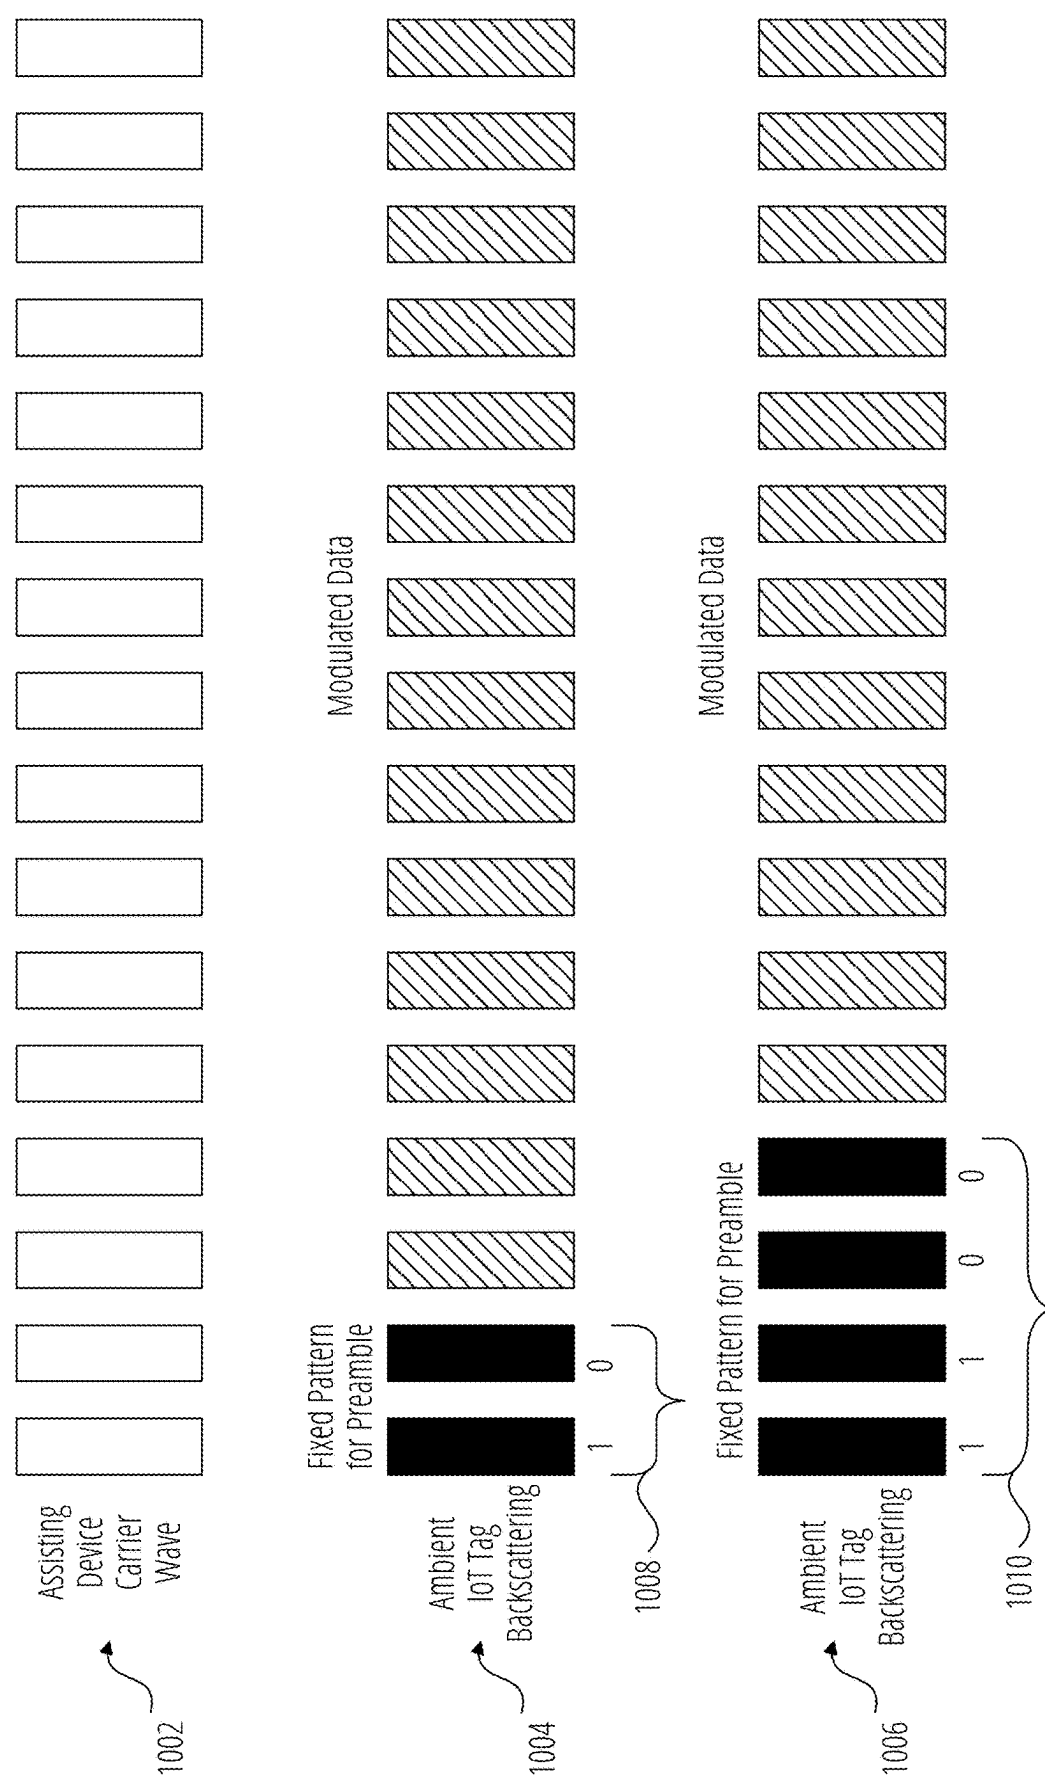 1002
Assisting
Device
Carrier
Wave
1004
Ambient
IoT Tag
Backscattering
Fixed Pattern
for Preamble
Modulated Data
1
0
1008
1006
Ambient
IoT Tag
Backscattering
Fixed Pattern for Preamble
Modulated Data
1
1
0
0
1010